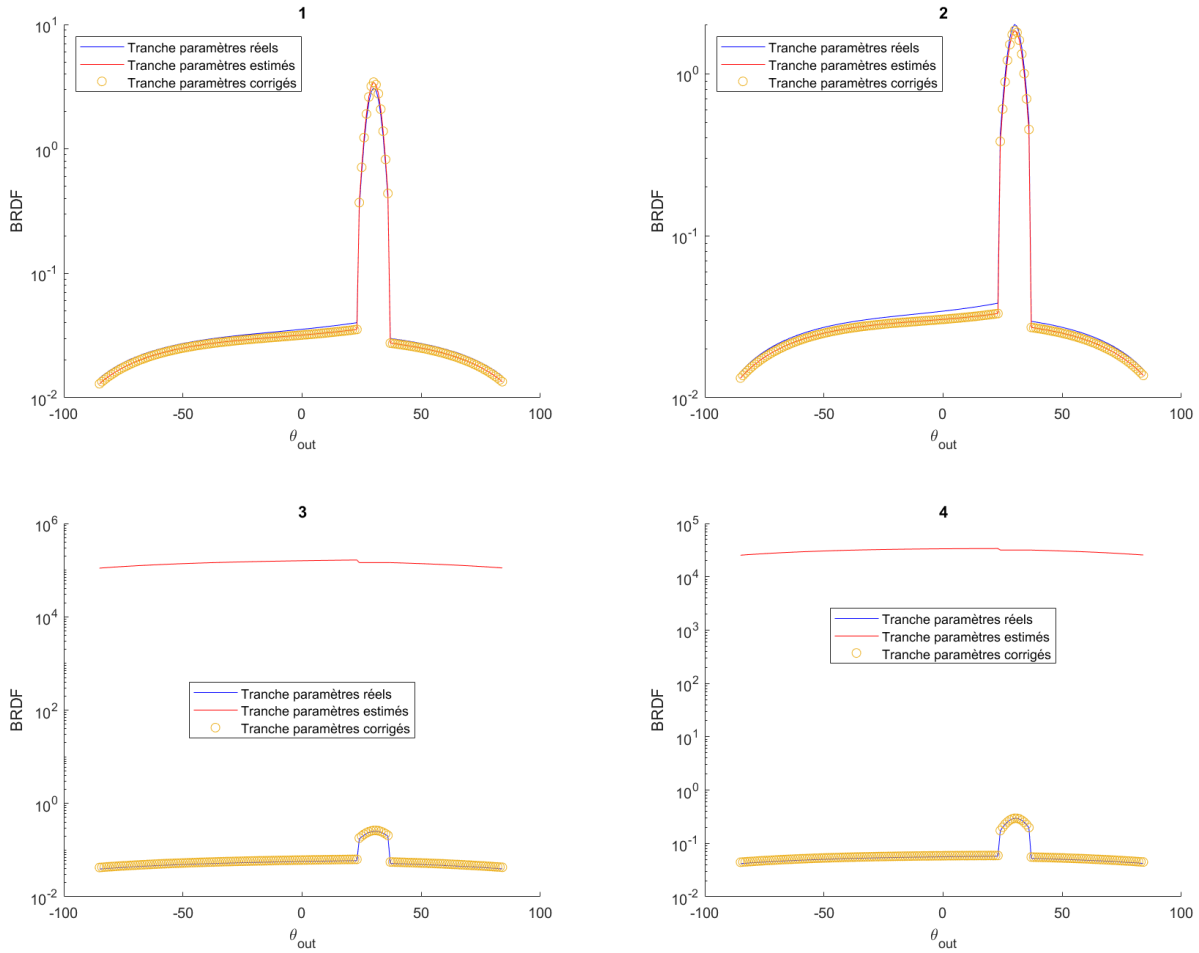 1
10^1
10^0
10^-1
10^-2
BRDF
Tranche paramètres réels
Tranche paramètres estimés
Tranche paramètres corrigés
-100 -50 0 50 100
θ_out
2
10^0
10^-1
10^-2
BRDF
Tranche paramètres réels
Tranche paramètres estimés
Tranche paramètres corrigés
-100 -50 0 50 100
θ_out
3
10^6
10^4
10^2
10^0
10^-2
BRDF
Tranche paramètres réels
Tranche paramètres estimés
Tranche paramètres corrigés
-100 -50 0 50 100
θ_out
4
10^5
10^4
10^3
10^2
10^1
10^0
10^-1
10^-2
BRDF
Tranche paramètres réels
Tranche paramètres estimés
Tranche paramètres corrigés
-100 -50 0 50 100
θ_out